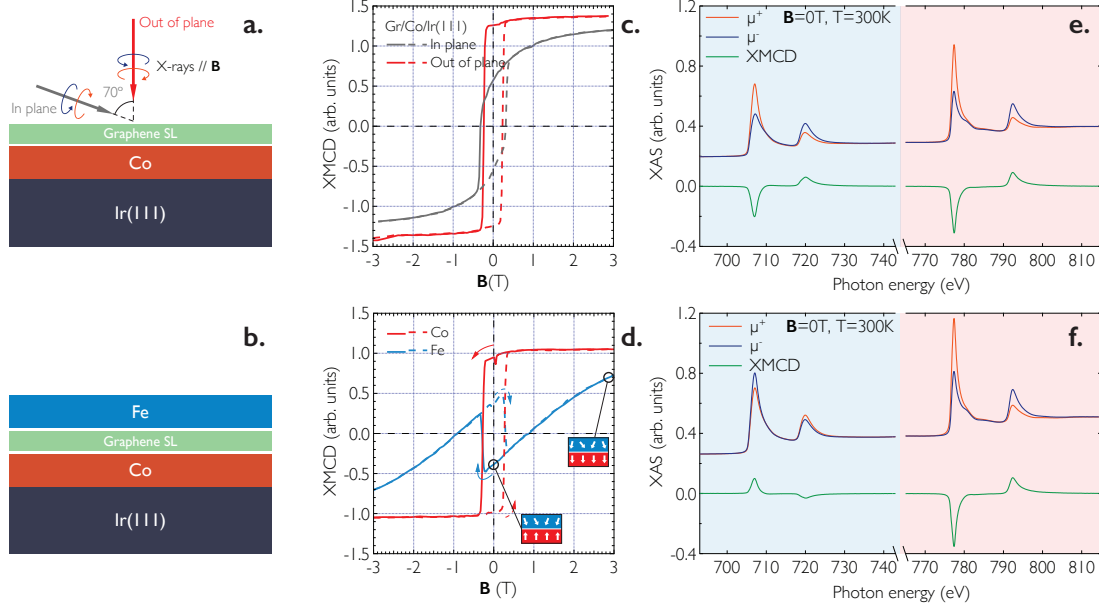 a.
Out of plane
X-rays // B
70°
In plane
Graphene SL
Co
Ir(111)
b.
Fe
Graphene SL
Co
Ir(111)
c.
Gr/Co/Ir(111)
In plane
Out of plane
XMCD (arb. units)
1.5
1.0
0.5
0.0
-0.5
-1.0
-1.5
-3 -2 -1 0 1 2 3
B(T)
d.
Co
Fe
XMCD (arb. units)
1.5
1.0
0.5
0.0
-0.5
-1.0
-1.5
-3 -2 -1 0 1 2 3
B (T)
e.
μ+ B=0T, T=300K
μ-
XMCD
XAS (arb. units)
1.2
0.8
0.4
0.0
-0.4
700 710 720 730 740 770 780 790 800 810
Photon energy (eV)
f.
μ+ B=0T, T=300K
μ-
XMCD
XAS (arb. units)
1.2
0.8
0.4
0.0
-0.4
700 710 720 730 740 770 780 790 800 810
Photon energy (eV)